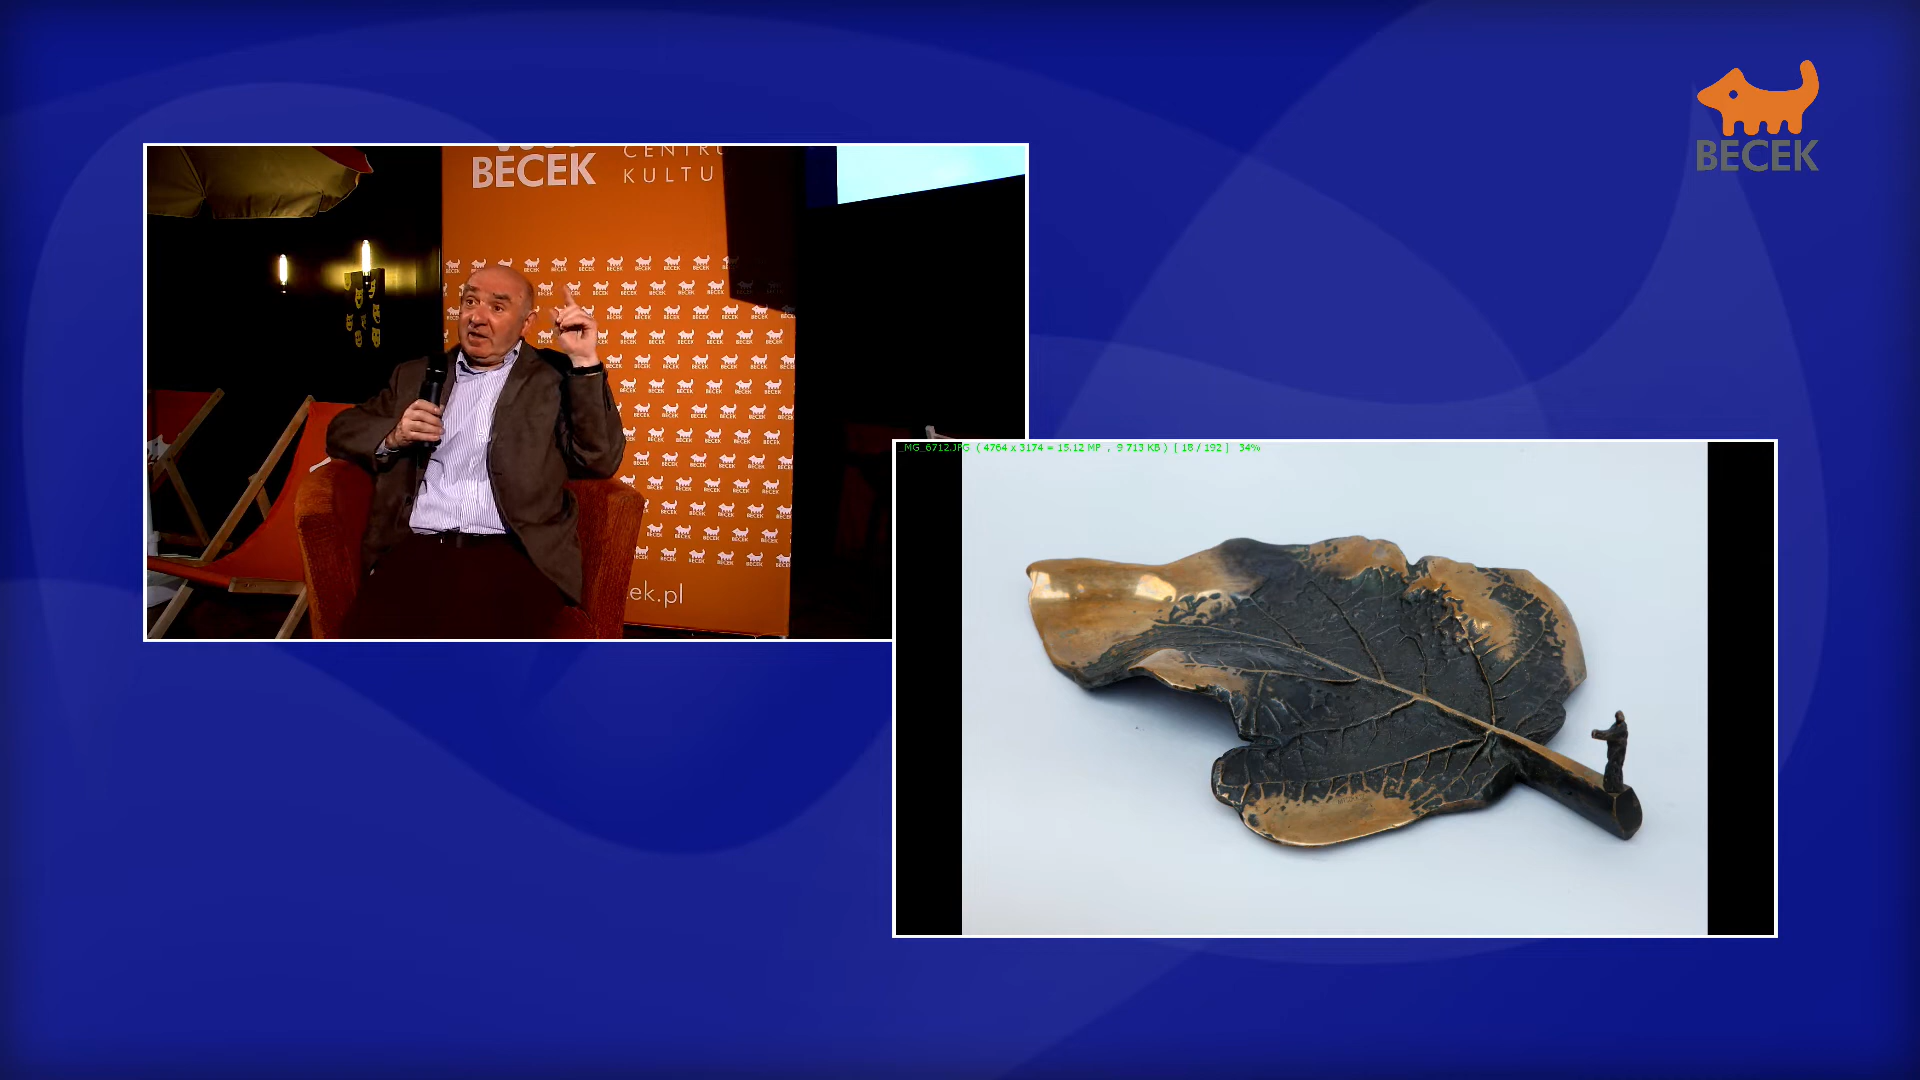 BECEK
BECEK
CENTRU
KULTU
ek.pl
_MG_6712.JPG ( 4764 x 3174 = 15.12 MP , 9 713 KB ) [ 18 / 192 ] 34%